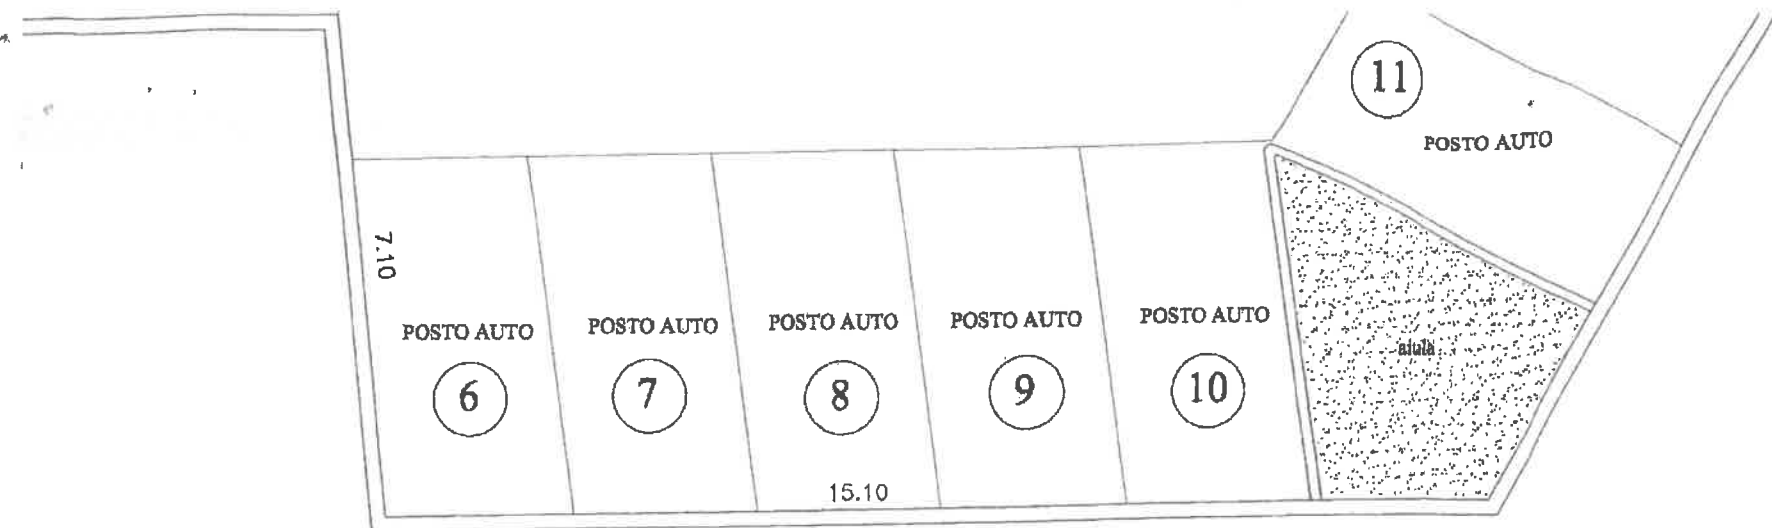 11
POSTO AUTO
7.10
POSTO AUTO
6
POSTO AUTO
7
POSTO AUTO
8
POSTO AUTO
9
POSTO AUTO
10
aiula
15.10